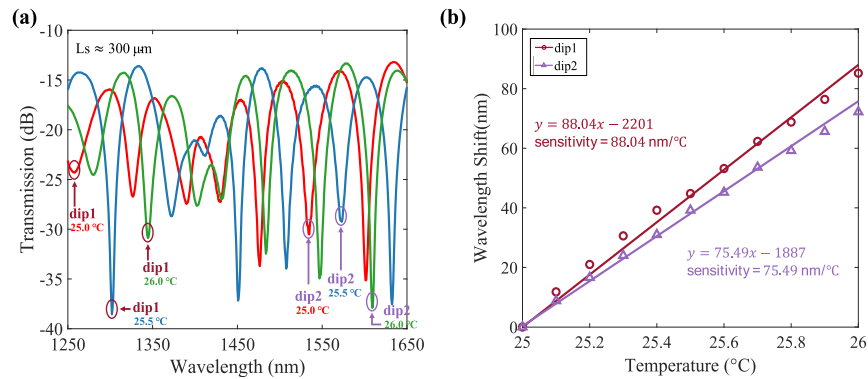 (a)
Ls ≈ 300 μm
-10
-15
-20
-25
-30
-35
-40
Transmission (dB)
1250
1350
1450
1550
1650
Wavelength (nm)
dip1
25.0 °C
dip1
26.0 °C
dip1
25.5 °C
dip2
25.0 °C
dip2
25.5 °C
dip2
26.0 °C
(b)
100
80
60
40
20
0
Wavelength Shift(nm)
25
25.2
25.4
25.6
25.8
26
Temperature (°C)
dip1
dip2
y = 88.04x − 2201
sensitivity = 88.04 nm/°C
y = 75.49x − 1887
sensitivity = 75.49 nm/°C